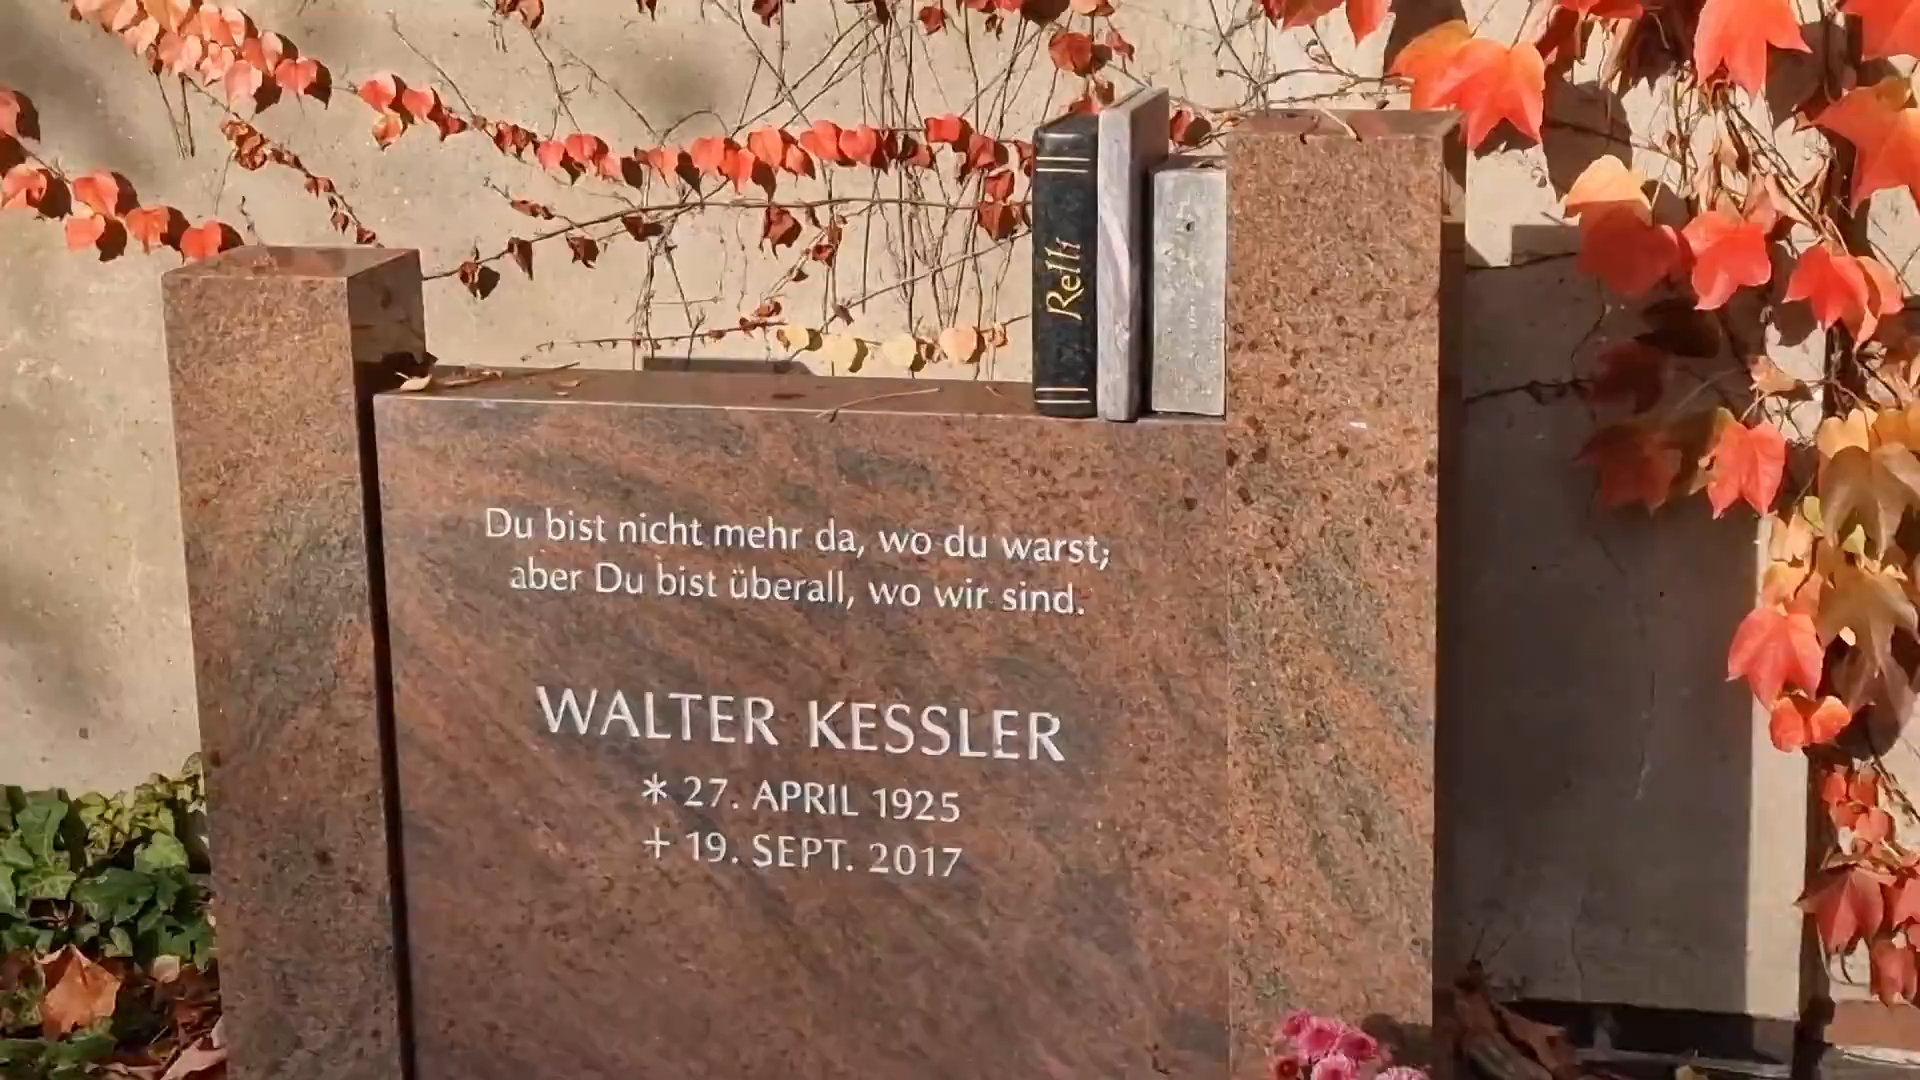 Relli
Du bist nicht mehr da, wo du warst;
aber Du bist überall, wo wir sind.
WALTER KESSLER
* 27. APRIL 1925
+ 19. SEPT. 2017